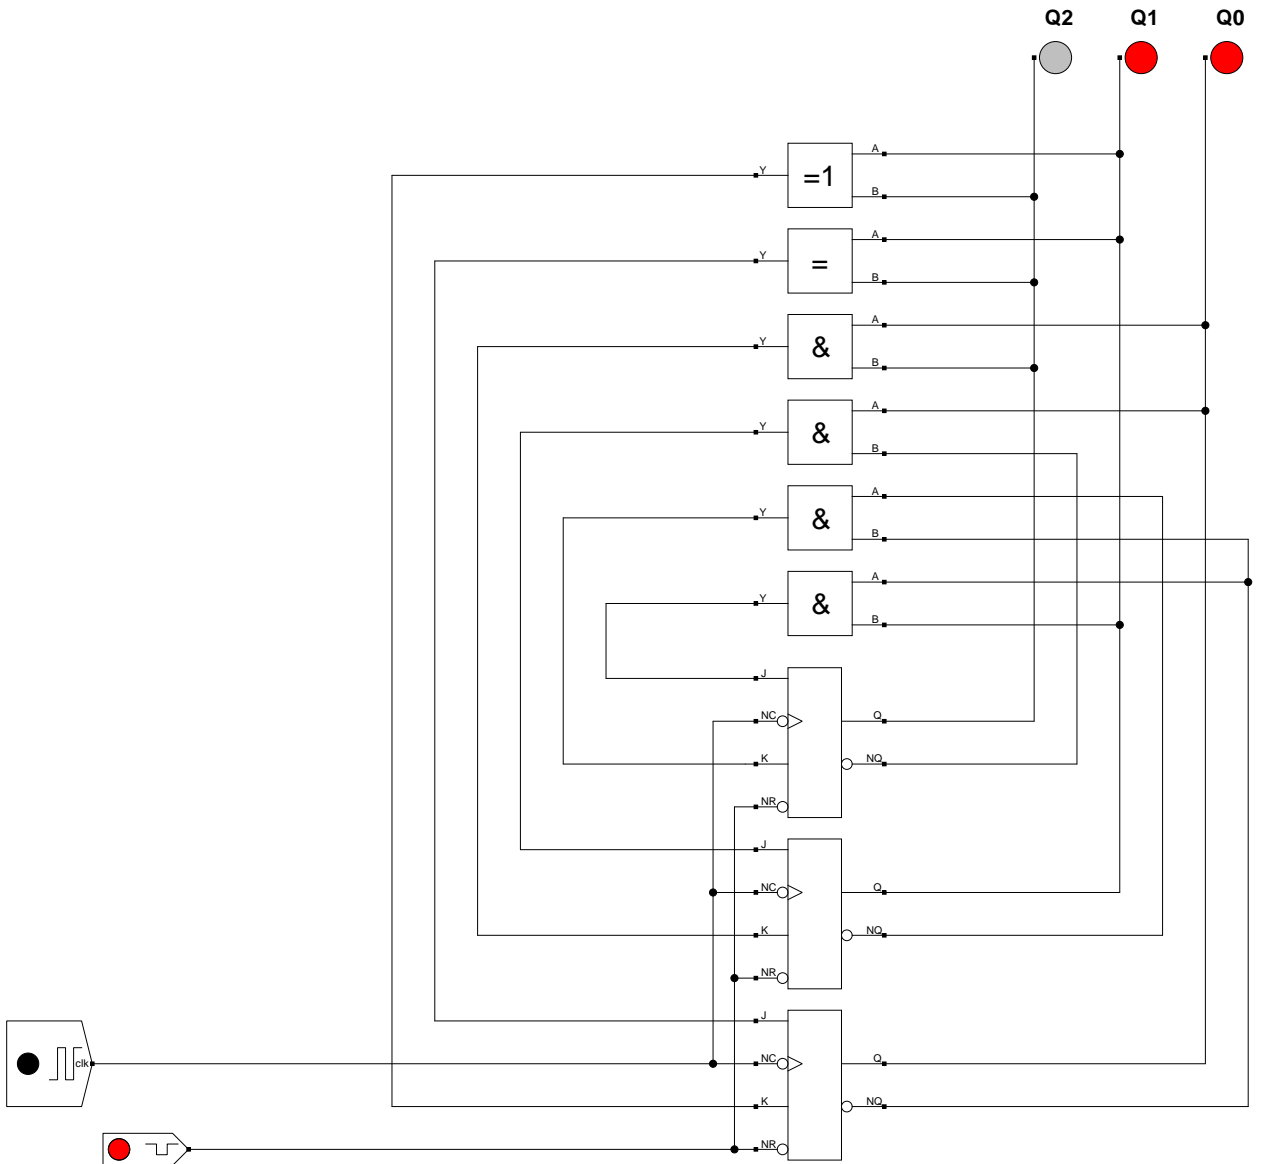 Q2 Q1 Q0
Y =1 A
B
Y = A
B
Y & A
B
Y & A
B
Y & A
B
Y & A
B
J
NC Q
K NQ
NR
J
NC Q
K NQ
NR
J
clk NC Q
K NQ
NR